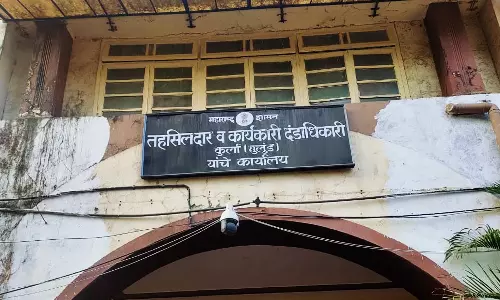 महाराष्ट्र शासन
तहसिलदार व कार्यकारी दंडाधिकारी
कुर्ला (मुलुंड)
यांचे कार्यालय